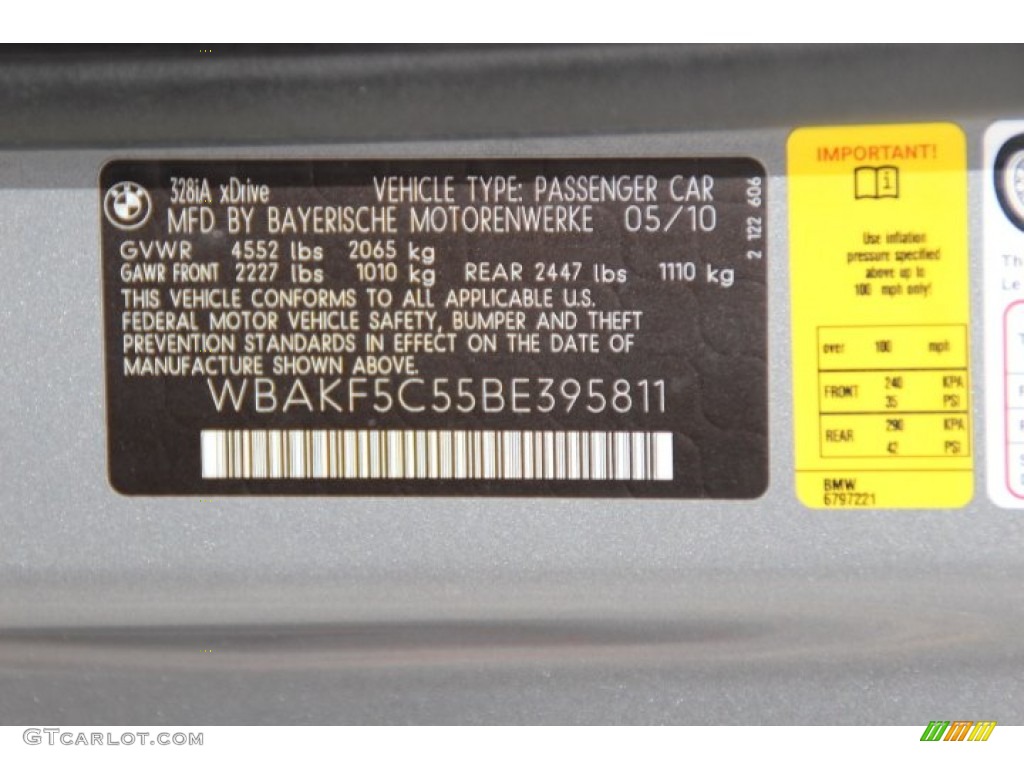 328iA xDrive VEHICLE TYPE: PASSENGER CAR
MFD BY BAYERISCHE MOTORENWERKE 05/10
GVWR 4552 lbs 2065 kg
GAWR FRONT 2227 lbs 1010 kg REAR 2447 lbs 1110 kg
THIS VEHICLE CONFORMS TO ALL APPLICABLE U.S.
FEDERAL MOTOR VEHICLE SAFETY, BUMPER AND THEFT
PREVENTION STANDARDS IN EFFECT ON THE DATE OF
MANUFACTURE SHOWN ABOVE.
WBAKF5C55BE395811
2 122 606
IMPORTANT!
Use inflation
pressure specified
above up to
100 mph only!
over 100 mph
FRONT 240 KPA
35 PSI
REAR 290 KPA
42 PSI
BMW
6797221
Th
Le
GTCARLOT.COM